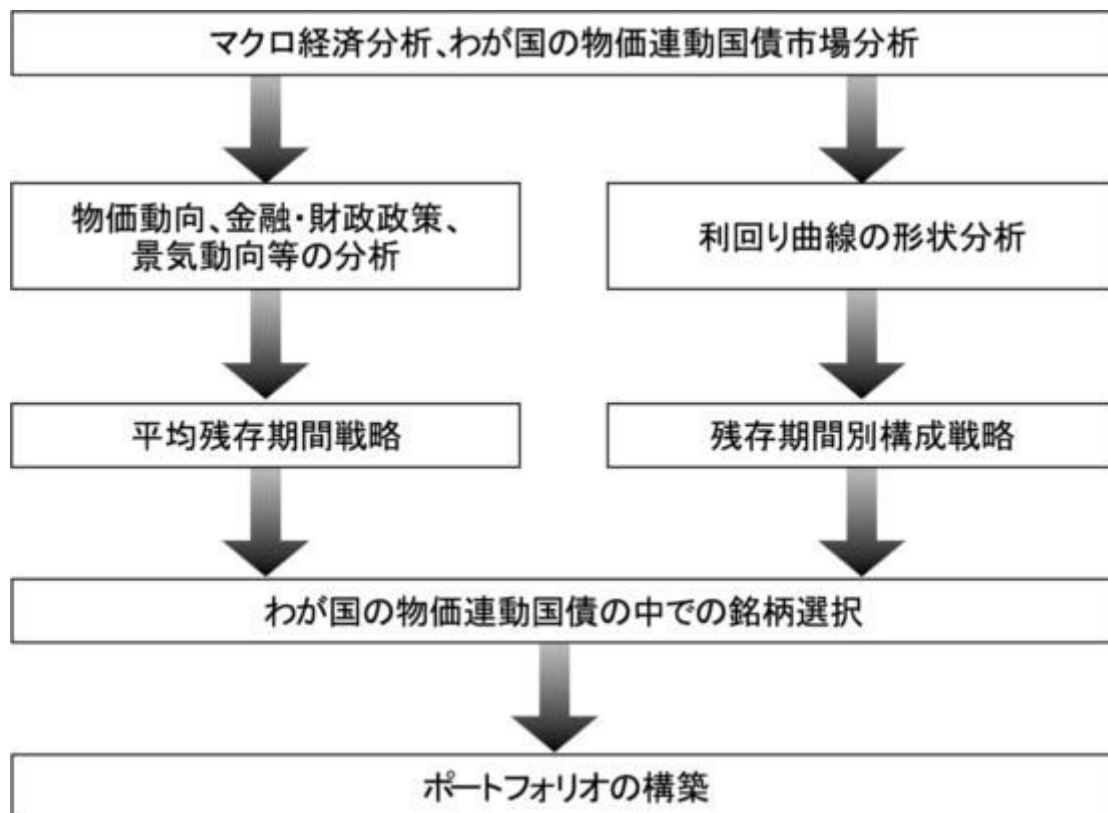 マクロ経済分析、わが国の物価連動国債市場分析
物価動向、金融・財政政策、
景気動向等の分析
利回り曲線の形状分析
平均残存期間戦略
残存期間別構成戦略
わが国の物価連動国債の中での銘柄選択
ポートフォリオの構築